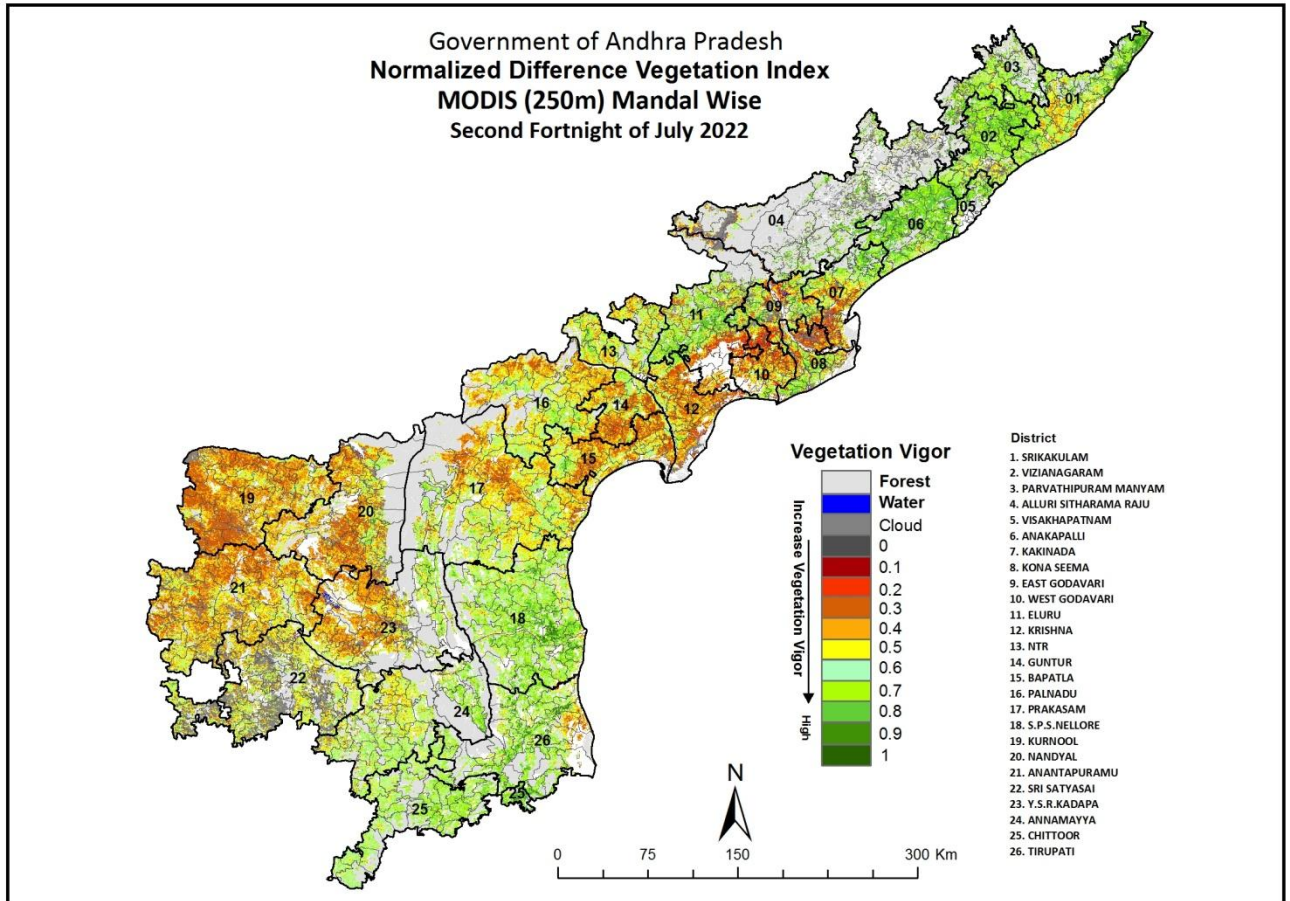 Government of Andhra Pradesh
Normalized Difference Vegetation Index
MODIS (250m) Mandal Wise
Second Fortnight of July 2022
03
01
02
05
04
06
07
09
11
08
13
10
16
14
12
15
17
19
20
21
18
23
22
24
26
25
25
Vegetation Vigor
Forest
Water
Cloud
0
0.1
0.2
0.3
0.4
0.5
0.6
0.7
0.8
0.9
1
Increase Vegetation Vigor
High
District
1. SRIKAKULAM
2. VIZIANAGARAM
3. PARVATHIPURAM MANYAM
4. ALLURI SITHARAMA RAJU
5. VISAKHAPATNAM
6. ANAKAPALLI
7. KAKINADA
8. KONA SEEMA
9. EAST GODAVARI
10. WEST GODAVARI
11. ELURU
12. KRISHNA
13. NTR
14. GUNTUR
15. BAPATLA
16. PALNADU
17. PRAKASAM
18. S.P.S.NELLORE
19. KURNOOL
20. NANDYAL
21. ANANTAPURAMU
22. SRI SATYASAI
23. Y.S.R.KADAPA
24. ANNAMAYYA
25. CHITTOOR
26. TIRUPATI
N
0 75 150 300 Km